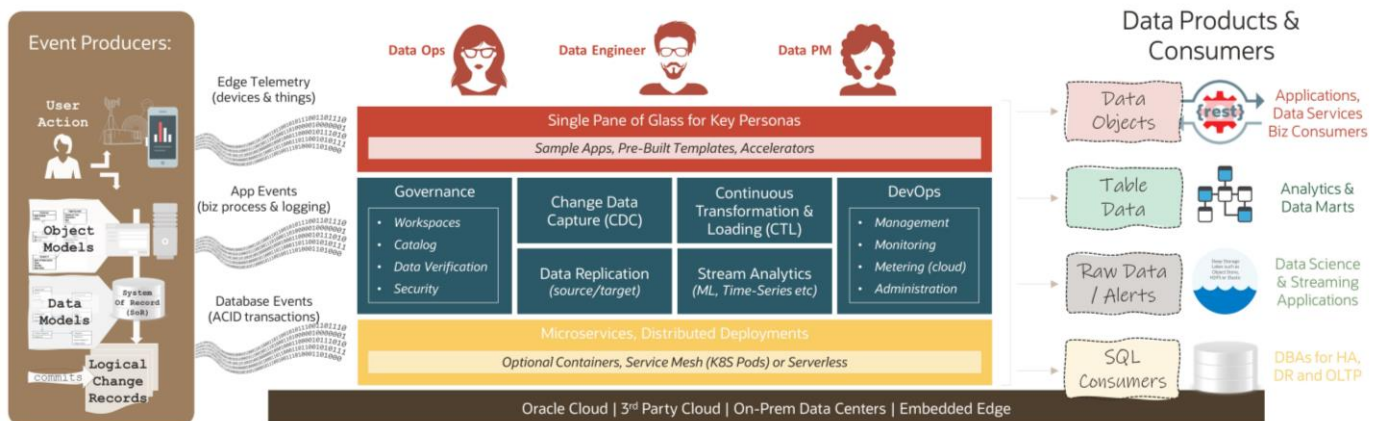 Event Producers:
User
Action
Object
Models
Data
Models
System
Of Record
(SoR)
commits
Logical
Change
Records
Edge Telemetry
(devices & things)
App Events
(biz process & logging)
Database Events
(ACID transactions)
Data Ops
Data Engineer
Data PM
Single Pane of Glass for Key Personas
Sample Apps, Pre-Built Templates, Accelerators
Governance
• Workspaces
• Catalog
• Data Verification
• Security
Change Data
Capture (CDC)
Continuous
Transformation &
Loading (CTL)
Data Replication
(source/target)
Stream Analytics
(ML, Time-Series etc)
DevOps
• Management
• Monitoring
• Metering (cloud)
• Administration
Microservices, Distributed Deployments
Optional Containers, Service Mesh (K8S Pods) or Serverless
Oracle Cloud | 3rd Party Cloud | On-Prem Data Centers | Embedded Edge
Data Products &
Consumers
Data
Objects
{rest}
Applications,
Data Services
Biz Consumers
Table
Data
Analytics &
Data Marts
Raw Data
/ Alerts
Data Science
& Streaming
Applications
SQL
Consumers
DBAs for HA,
DR and OLTP